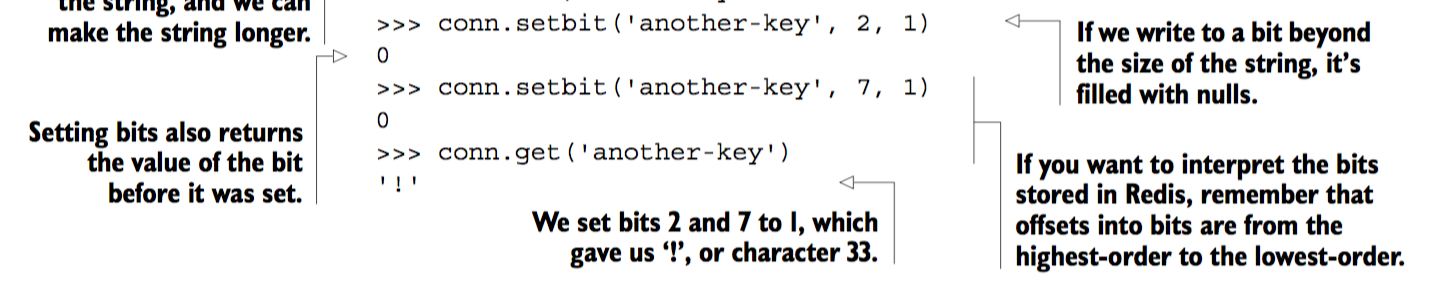 the string, and we can
make the string longer.
>>> conn.setbit('another-key', 2, 1)
0
>>> conn.setbit('another-key', 7, 1)
0
>>> conn.get('another-key')
'!'
If we write to a bit beyond
the size of the string, it's
filled with nulls.
Setting bits also returns
the value of the bit
before it was set.
If you want to interpret the bits
stored in Redis, remember that
offsets into bits are from the
highest-order to the lowest-order.
We set bits 2 and 7 to 1, which
gave us ‘!’, or character 33.